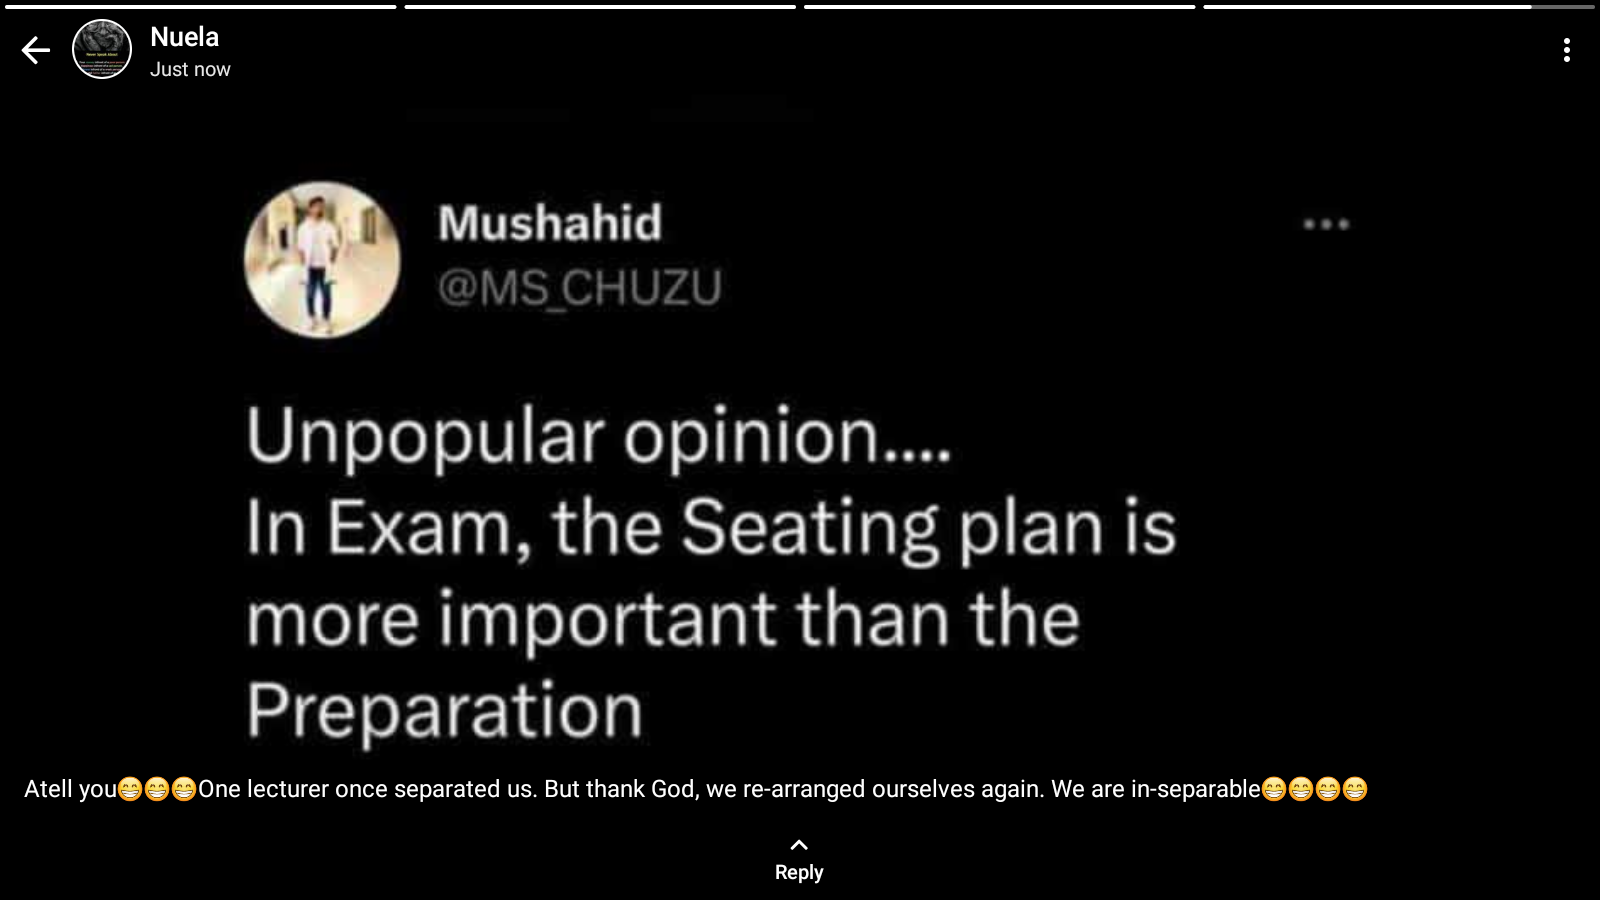 Nuela
Just now
Mushahid
@MS_CHUZU
Unpopular opinion....
In Exam, the Seating plan is
more important than the
Preparation
Atell you😁😁😁One lecturer once separated us. But thank God, we re-arranged ourselves again. We are in-separable😁😁😁😁
Reply